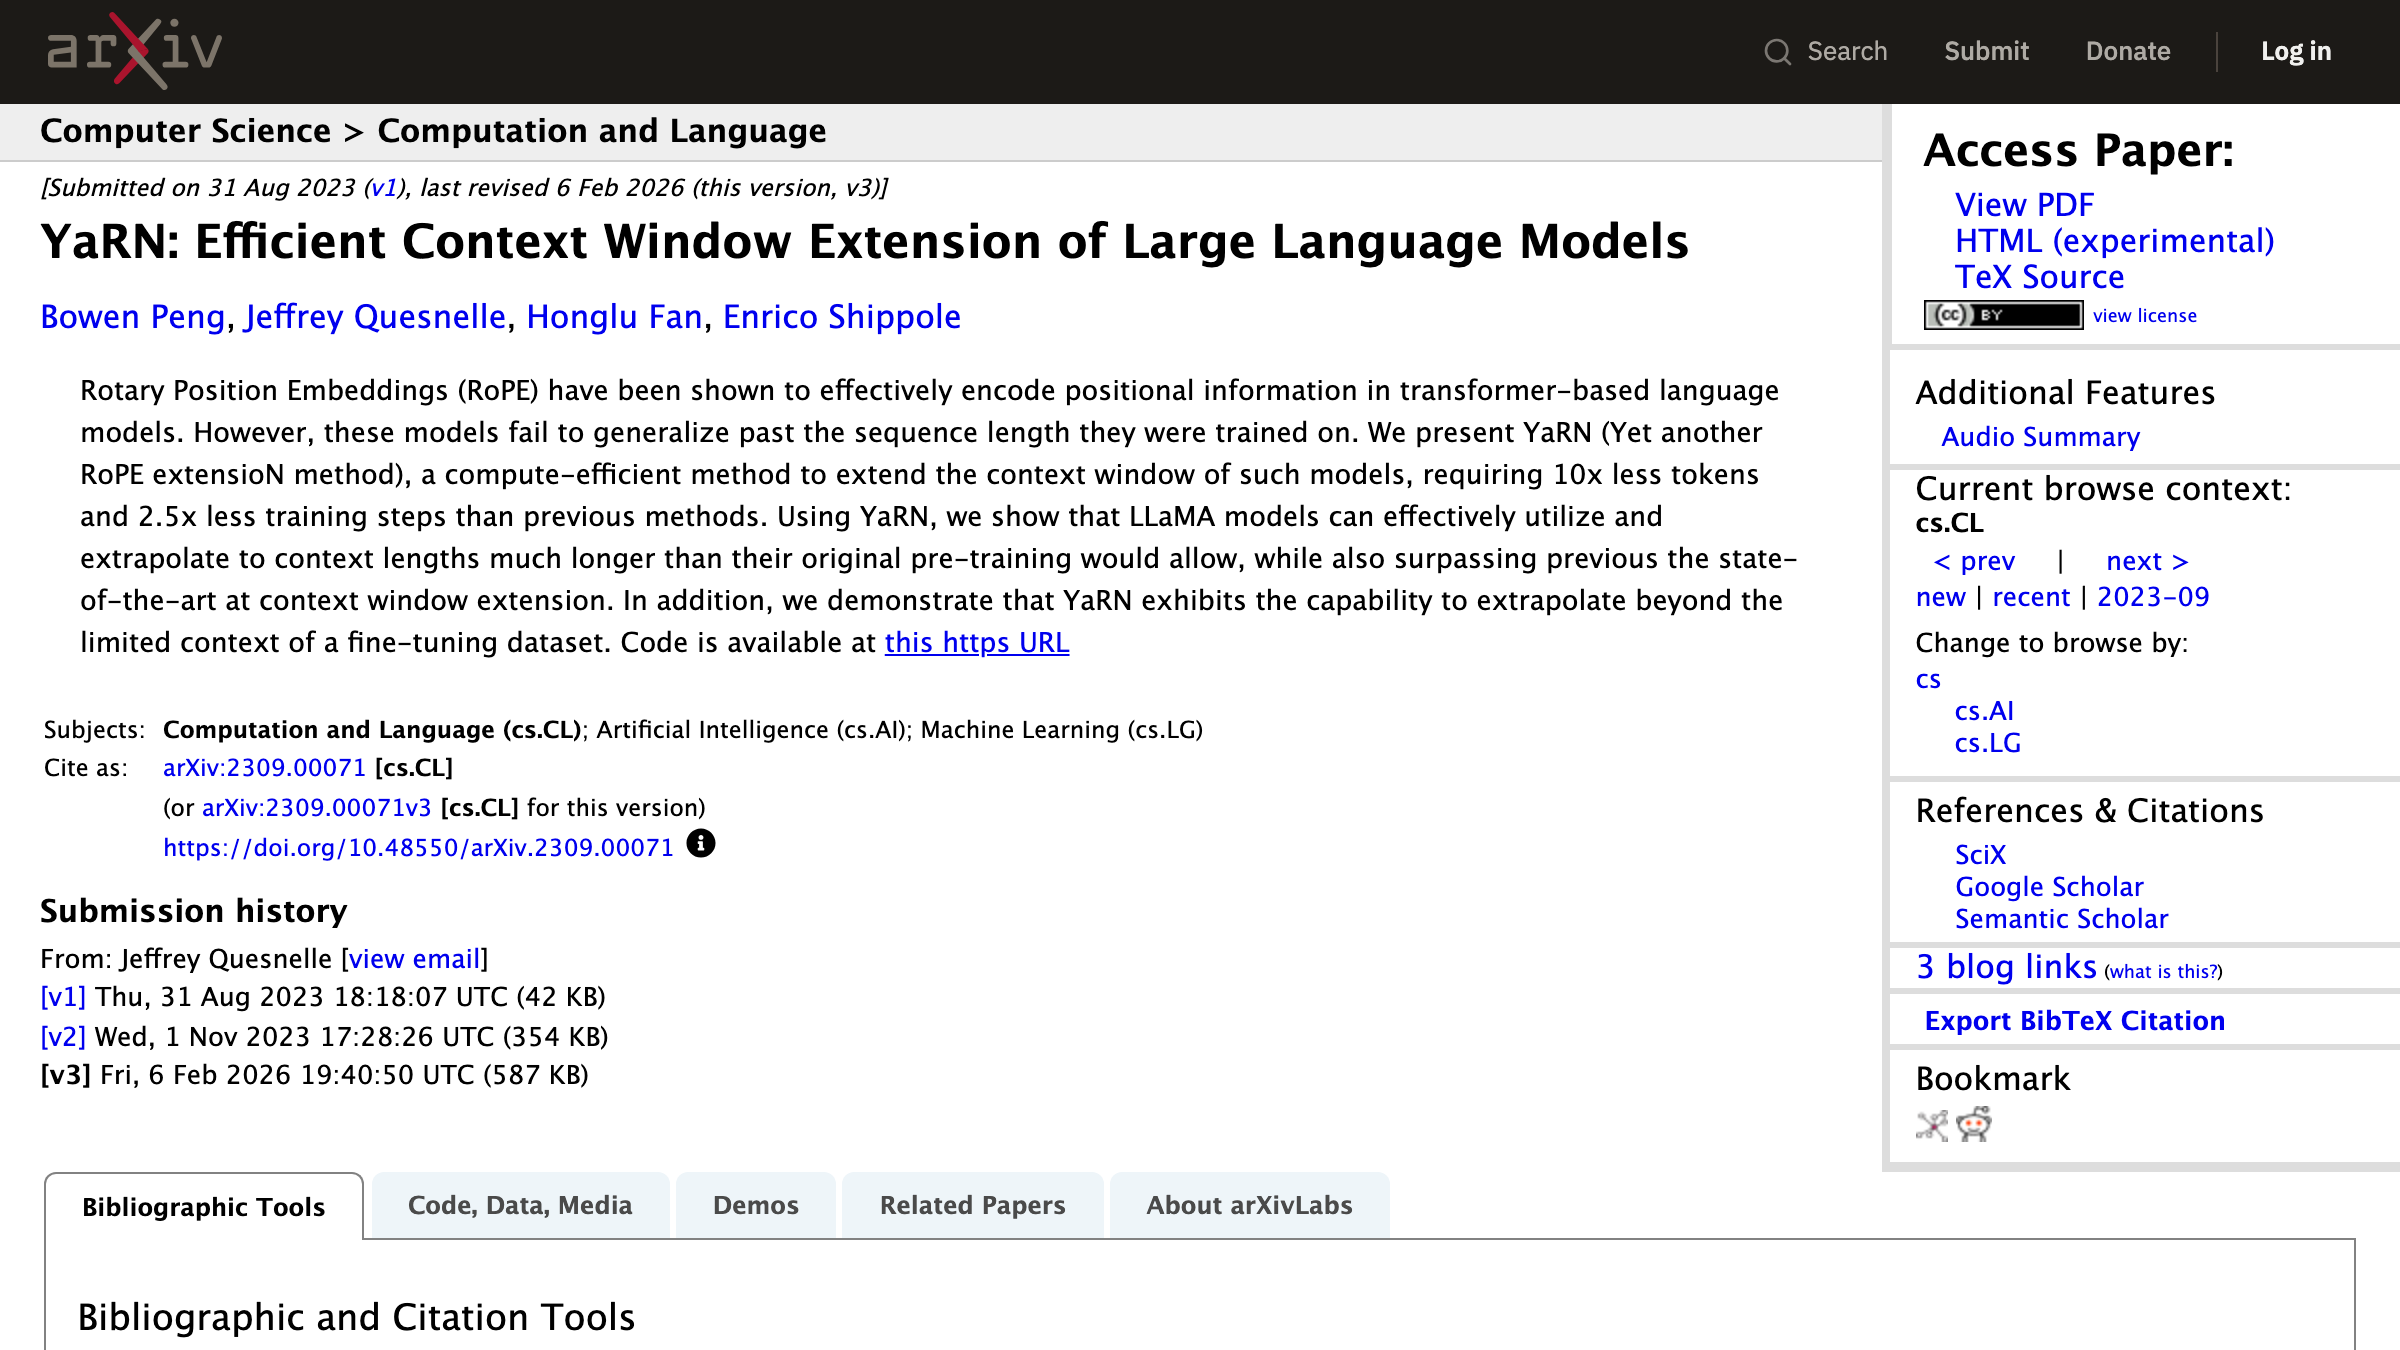 arXiv
Search
Submit
Donate
Log in
Computer Science > Computation and Language
[Submitted on 31 Aug 2023 (v1), last revised 6 Feb 2026 (this version, v3)]
YaRN: Efficient Context Window Extension of Large Language Models
Bowen Peng, Jeffrey Quesnelle, Honglu Fan, Enrico Shippole
Rotary Position Embeddings (RoPE) have been shown to effectively encode positional information in transformer-based language
models. However, these models fail to generalize past the sequence length they were trained on. We present YaRN (Yet another
RoPE extensioN method), a compute-efficient method to extend the context window of such models, requiring 10x less tokens
and 2.5x less training steps than previous methods. Using YaRN, we show that LLaMA models can effectively utilize and
extrapolate to context lengths much longer than their original pre-training would allow, while also surpassing previous the state-
of-the-art at context window extension. In addition, we demonstrate that YaRN exhibits the capability to extrapolate beyond the
limited context of a fine-tuning dataset. Code is available at this https URL
Subjects: Computation and Language (cs.CL); Artificial Intelligence (cs.AI); Machine Learning (cs.LG)
Cite as: arXiv:2309.00071 [cs.CL]
(or arXiv:2309.00071v3 [cs.CL] for this version)
https://doi.org/10.48550/arXiv.2309.00071
Submission history
From: Jeffrey Quesnelle [view email]
[v1] Thu, 31 Aug 2023 18:18:07 UTC (42 KB)
[v2] Wed, 1 Nov 2023 17:28:26 UTC (354 KB)
[v3] Fri, 6 Feb 2026 19:40:50 UTC (587 KB)
Access Paper:
View PDF
HTML (experimental)
TeX Source
(cc) BY view license
Additional Features
Audio Summary
Current browse context:
cs.CL
< prev | next >
new | recent | 2023-09
Change to browse by:
cs
cs.AI
cs.LG
References & Citations
SciX
Google Scholar
Semantic Scholar
3 blog links (what is this?)
Export BibTeX Citation
Bookmark
Bibliographic Tools
Code, Data, Media
Demos
Related Papers
About arXivLabs
Bibliographic and Citation Tools